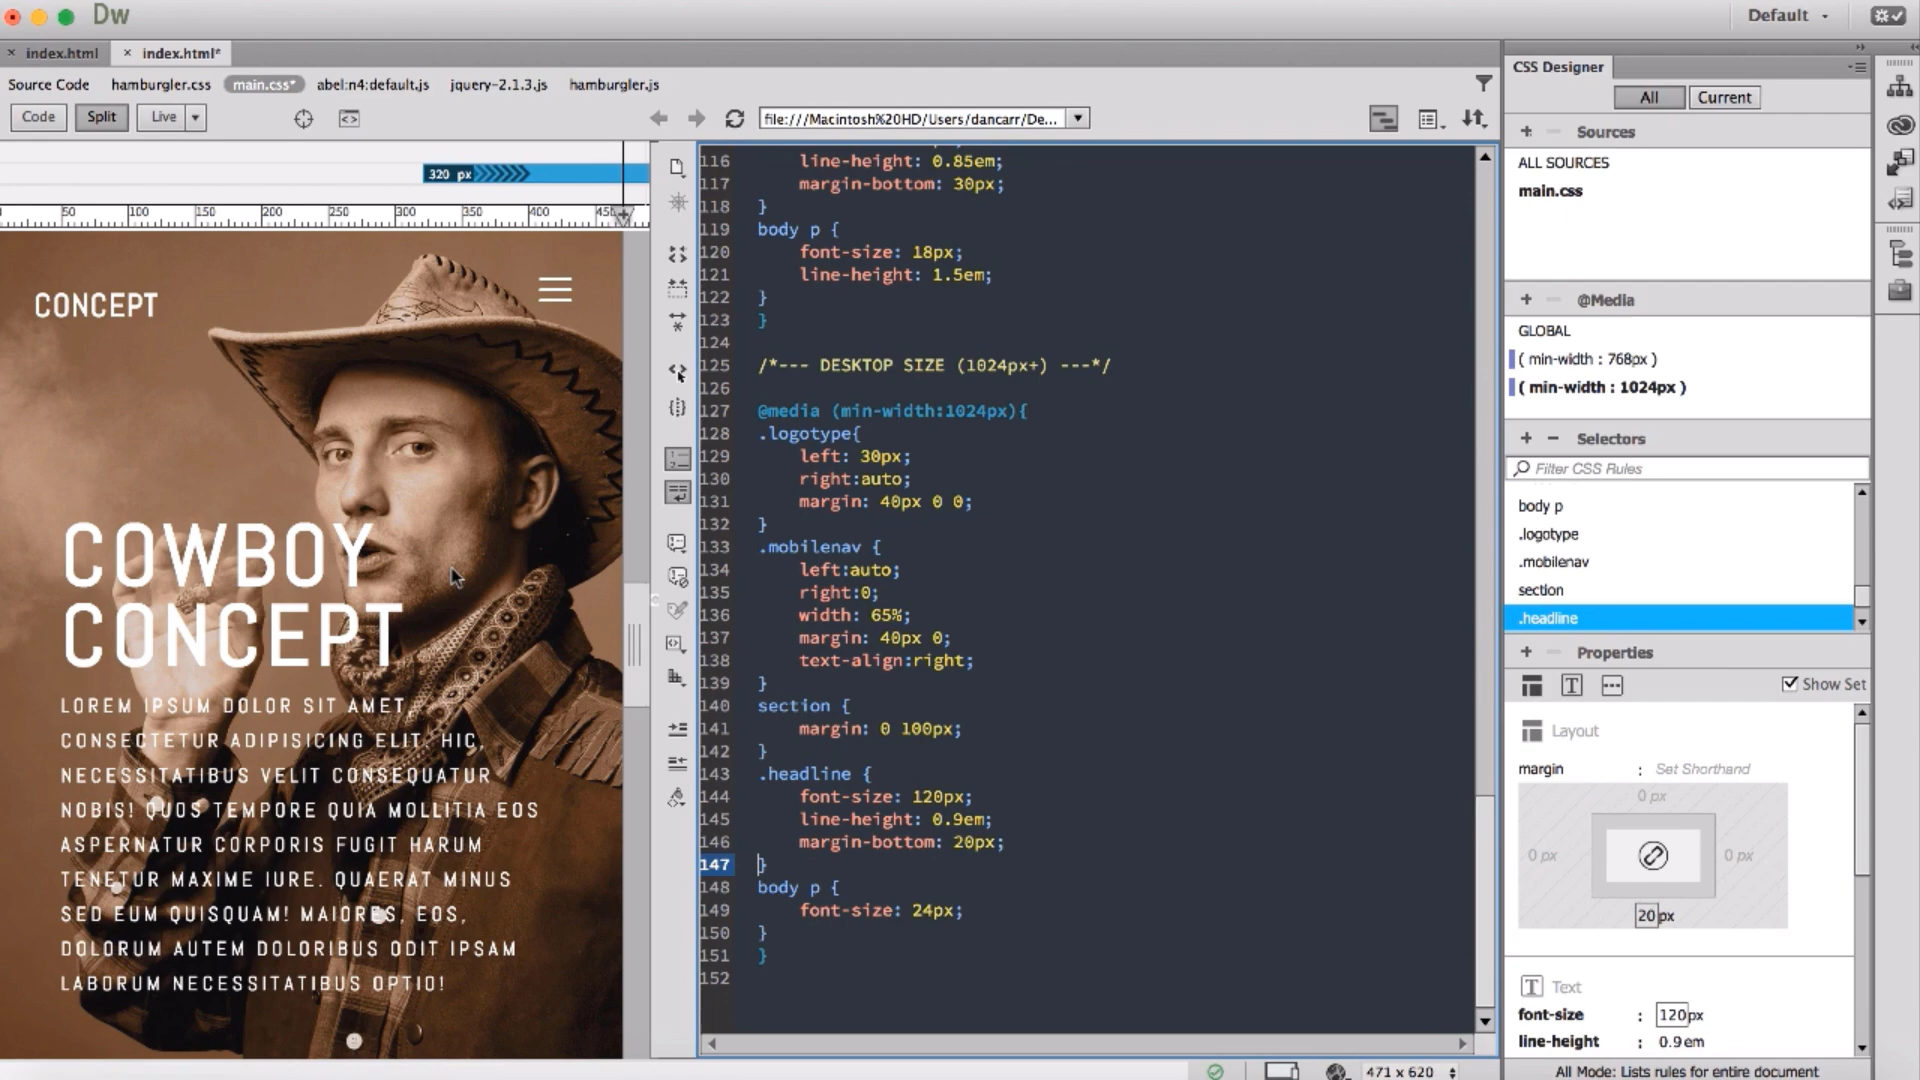 Dw
Default
index.html
index.html*
Source Code hamburgler.css main.css* abel:n4:default.js jquery-2.1.3.js hamburgler.js
Code Split Live
file:///Macintosh%20HD/Users/dancarr/De...
320 px
50 100 150 200 250 300 350 400 450
CONCEPT
COWBOY
CONCEPT
LOREM IPSUM DOLOR SIT AMET,
CONSECTETUR ADIPISICING ELIT. HIC,
NECESSITATIBUS VELIT CONSEQUATUR
NOBIS! QUOS TEMPORE QUIA MOLLITIA EOS
ASPERNATUR CORPORIS FUGIT HARUM
TENETUR MAXIME IURE. QUAERAT MINUS
SED EUM QUISQUAM! MAIORES, EOS,
DOLORUM AUTEM DOLORIBUS ODIT IPSAM
LABORUM NECESSITATIBUS OPTIO!
116 line-height: 0.85em;
117 margin-bottom: 30px;
118 }
119 body p {
120 font-size: 18px;
121 line-height: 1.5em;
122 }
123 }
124
125 /*--- DESKTOP SIZE (1024px+) ---*/
126
127 @media (min-width:1024px){
128 .logotype{
129 left: 30px;
130 right:auto;
131 margin: 40px 0 0;
132 }
133 .mobilenav {
134 left:auto;
135 right:0;
136 width: 65%;
137 margin: 40px 0;
138 text-align:right;
139 }
140 section {
141 margin: 0 100px;
142 }
143 .headline {
144 font-size: 120px;
145 line-height: 0.9em;
146 margin-bottom: 20px;
147 }
148 body p {
149 font-size: 24px;
150 }
151 }
152
471 x 620
CSS Designer
All Current
Sources
ALL SOURCES
main.css
@Media
GLOBAL
( min-width : 768px )
( min-width : 1024px )
Selectors
Filter CSS Rules
body p
.logotype
.mobilenav
section
.headline
Properties
Show Set
Layout
margin : Set Shorthand
0 px
0 px 0 px
20px
Text
font-size : 120px
line-height : 0.9em
All Mode: Lists rules for entire document